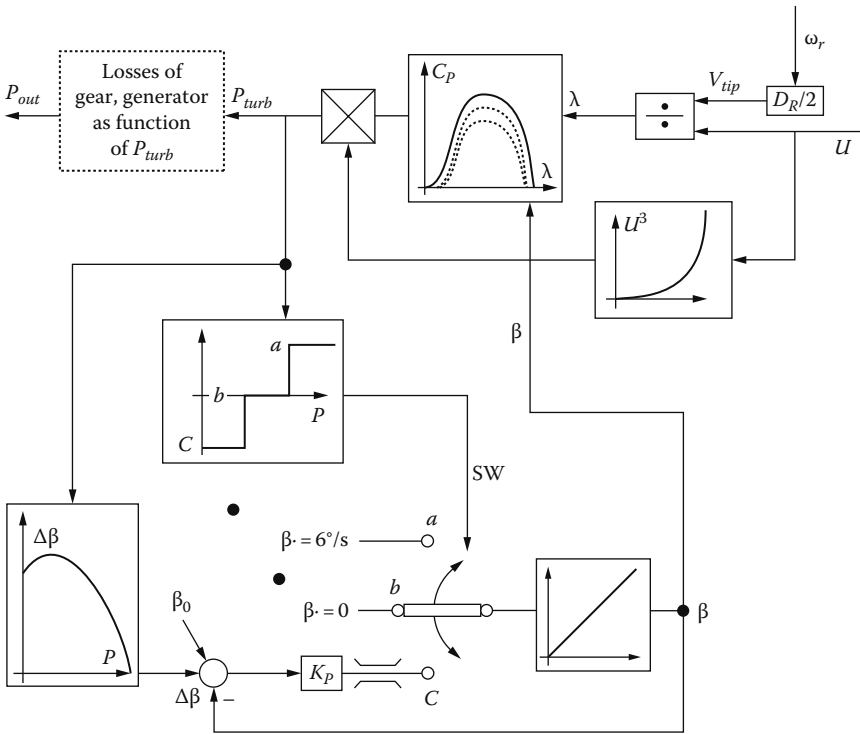 ω_r
Losses of
gear, generator
as function
of P_turb
P_out
P_turb
C_P
λ
λ
V_tip
D_R/2
÷
U
U³
β
a
b
P
C
SW
Δβ
P
β· = 6°/s
a
β· = 0
b
β
β₀
Δβ
−
K_P
C